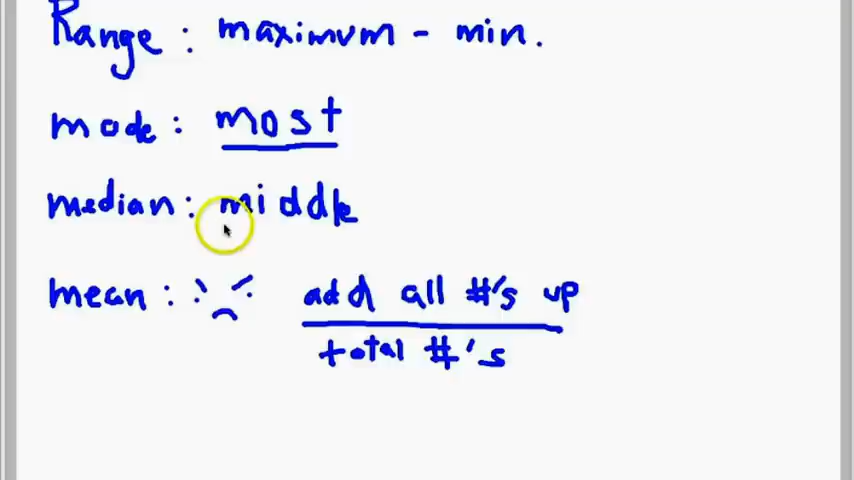 Range: maximum - min.
mode: most
median: middle
mean: add all #'s up
total #'s